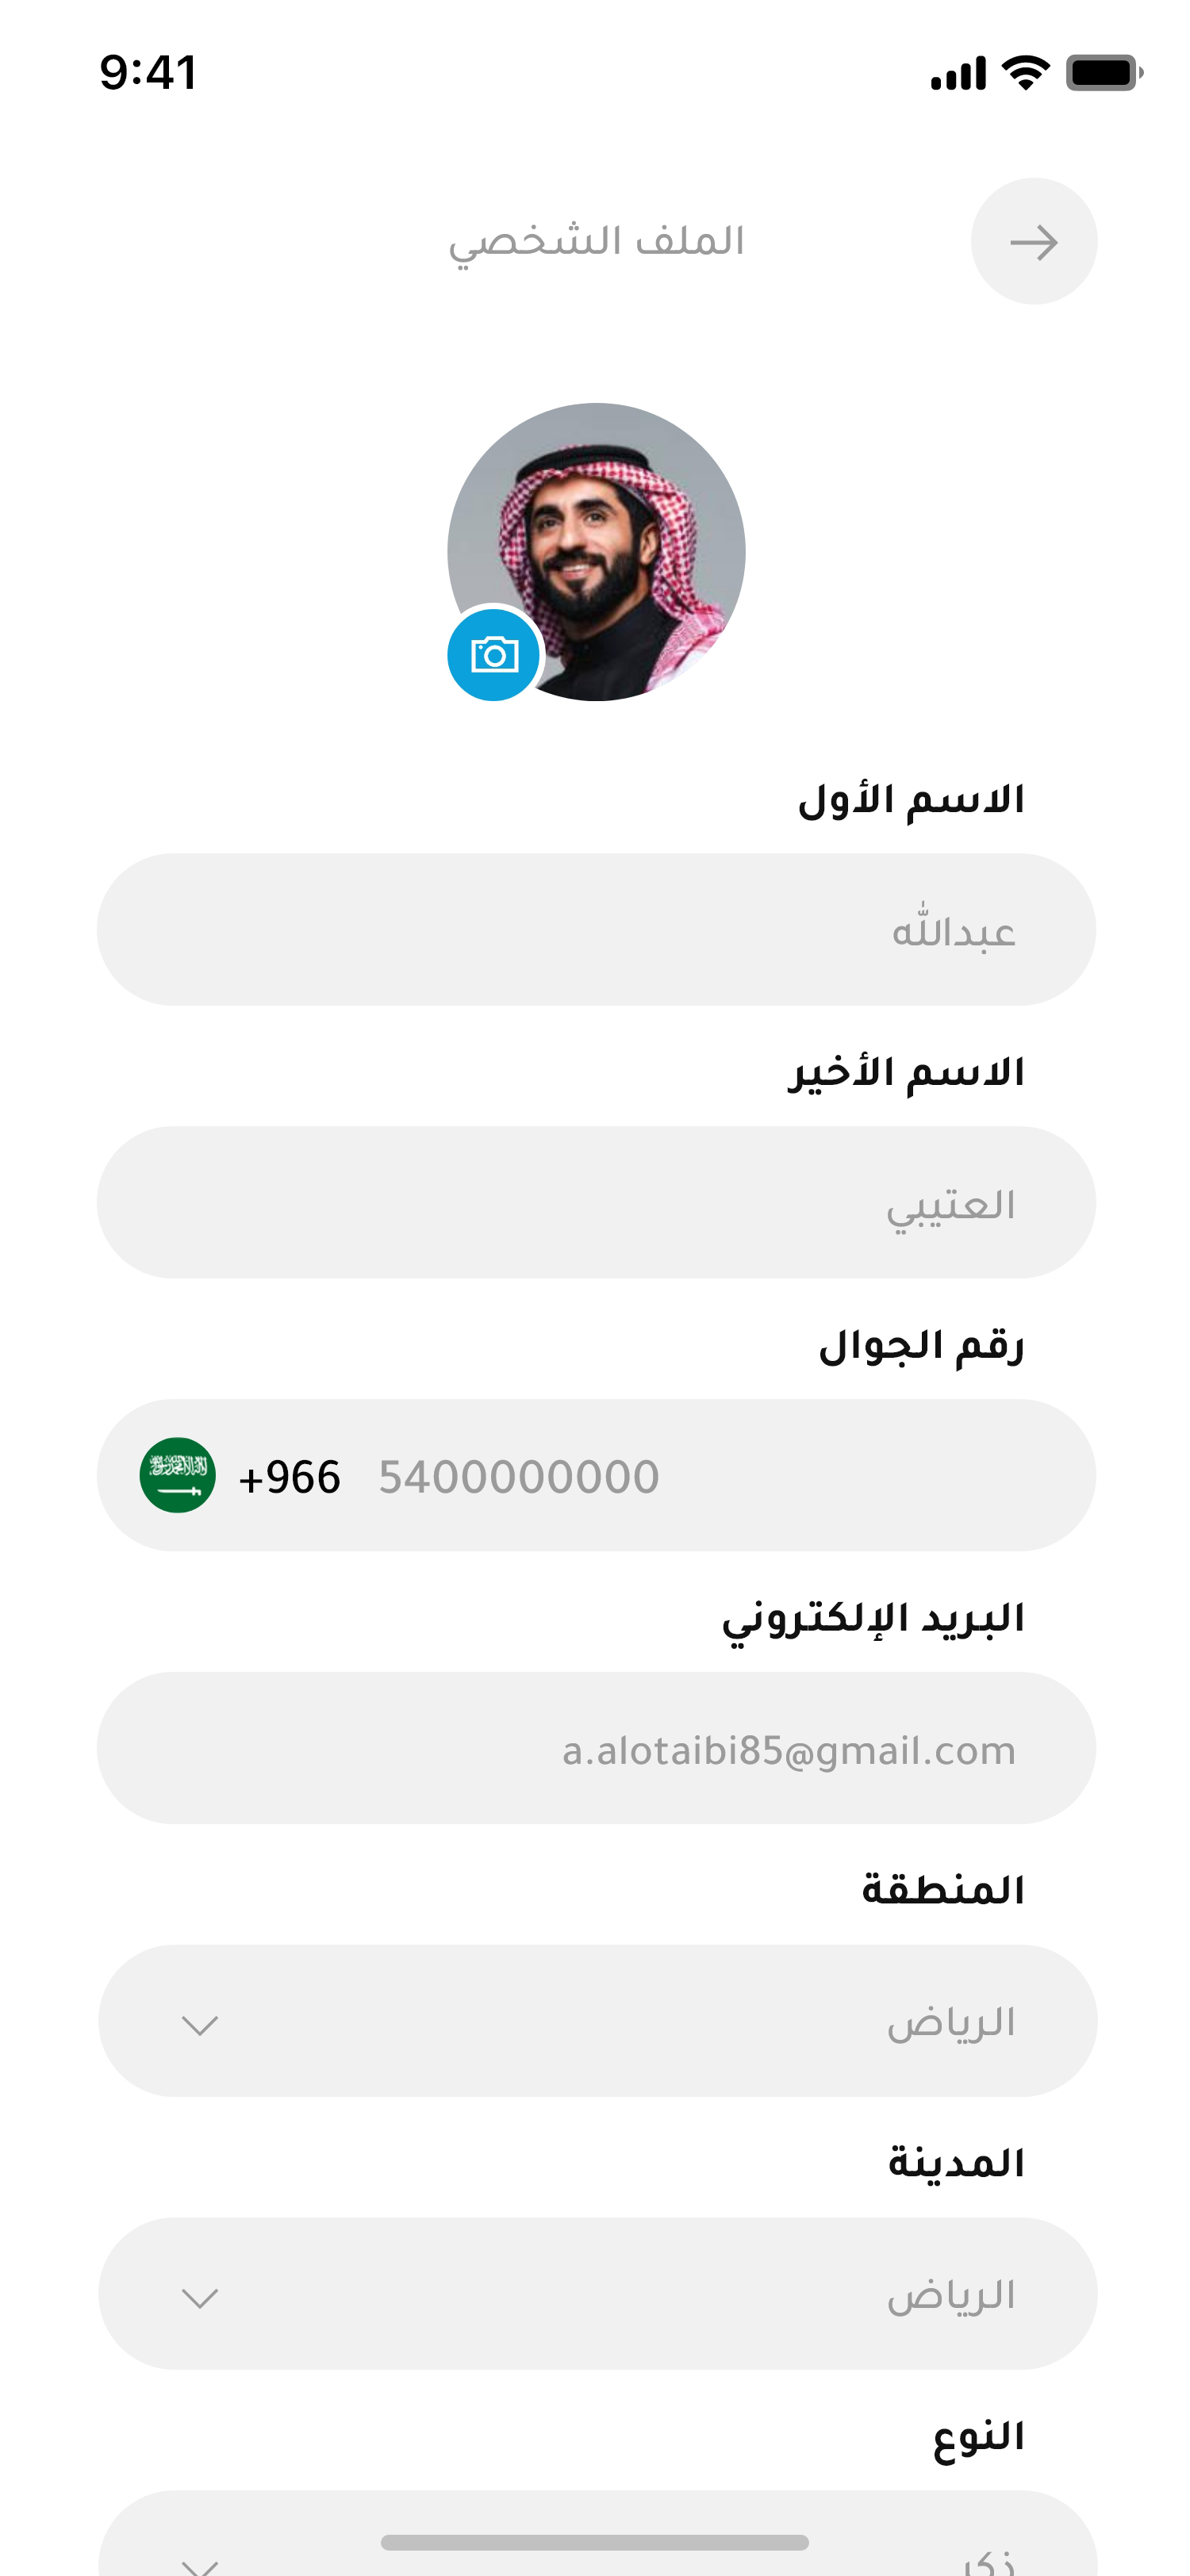 9:41
الملف الشخصي
الاسم الأول
عبدالله
الاسم الأخير
العتيبي
رقم الجوال
+966 5400000000
البريد الإلكتروني
a.alotaibi85@gmail.com
المنطقة
الرياض
المدينة
الرياض
النوع
ذكر